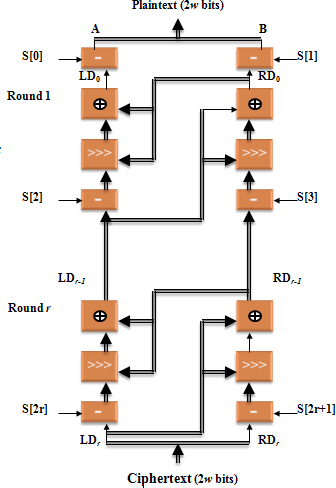 Plaintext (2w bits)
A B
S[0] - - S[1]
LD0 RD0
Round 1
>>> >>>
S[2] - - S[3]
LDr-1 RDr-1
Round r
>>> >>>
S[2r] - - S[2r+1]
LDr RDr
Ciphertext (2w bits)